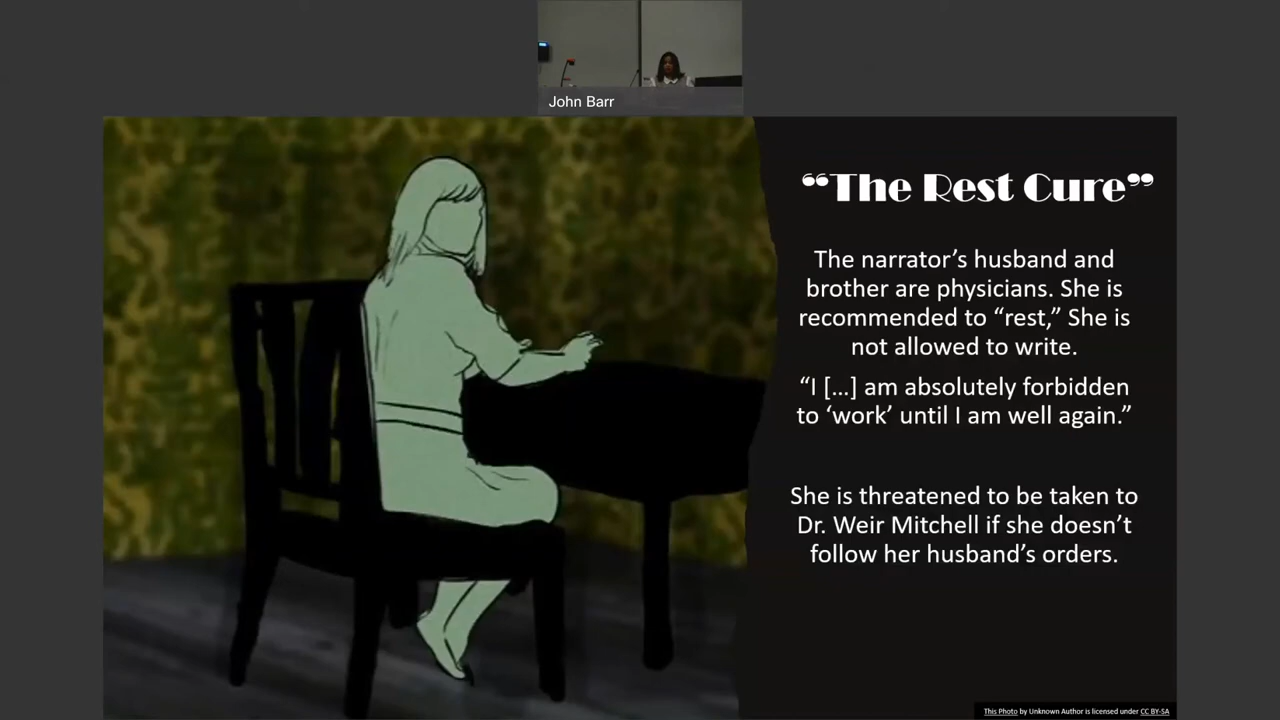 John Barr
“The Rest Cure”
The narrator’s husband and
brother are physicians. She is
recommended to “rest,” She is
not allowed to write.
“I [...] am absolutely forbidden
to ‘work’ until I am well again.”
She is threatened to be taken to
Dr. Weir Mitchell if she doesn’t
follow her husband’s orders.
This Photo by Unknown Author is licensed under CC BY-SA